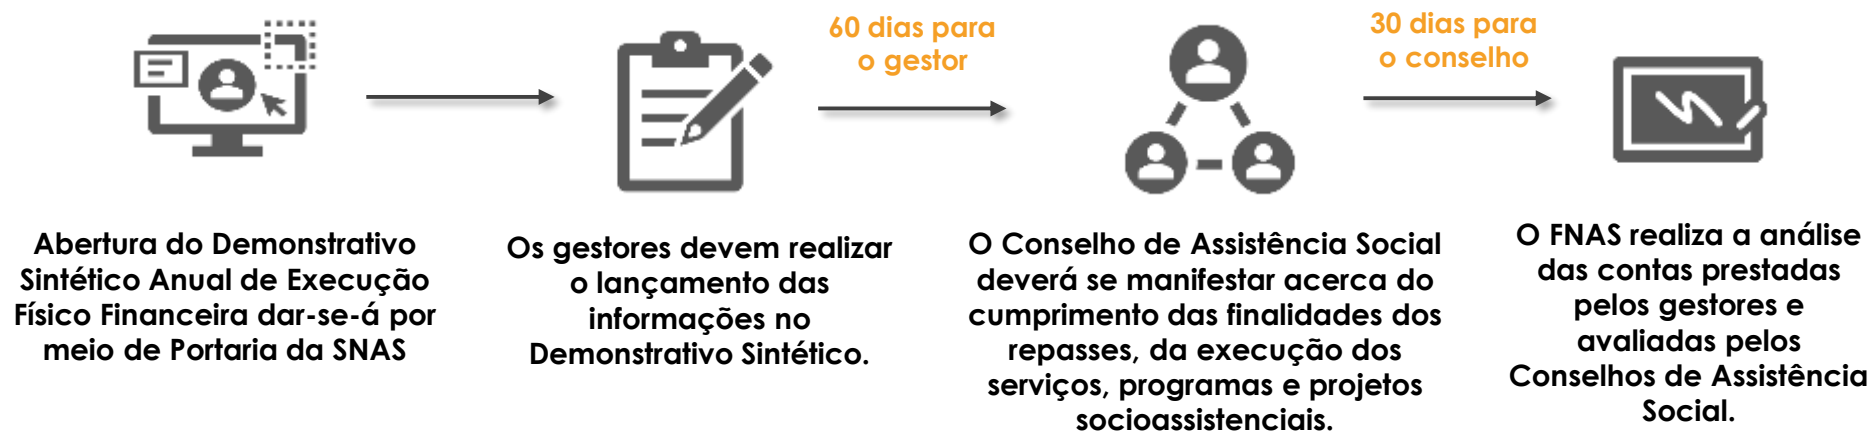 Abertura do Demonstrativo
Sintético Anual de Execução
Físico Financeira dar-se-á por
meio de Portaria da SNAS
Os gestores devem realizar
o lançamento das
informações no
Demonstrativo Sintético.
60 dias para
o gestor
O Conselho de Assistência Social
deverá se manifestar acerca do
cumprimento das finalidades dos
repasses, da execução dos
serviços, programas e projetos
socioassistenciais.
30 dias para
o conselho
O FNAS realiza a análise
das contas prestadas
pelos gestores e
avaliadas pelos
Conselhos de Assistência
Social.